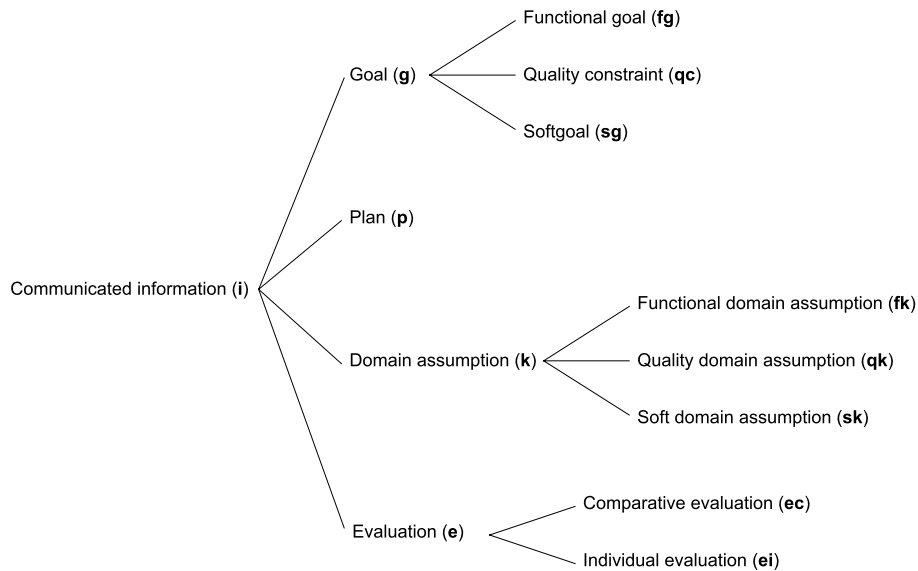 Functional goal (fg)
Goal (g)
Quality constraint (qc)
Softgoal (sg)
Plan (p)
Communicated information (i)
Functional domain assumption (fk)
Domain assumption (k)
Quality domain assumption (qk)
Soft domain assumption (sk)
Comparative evaluation (ec)
Evaluation (e)
Individual evaluation (ei)